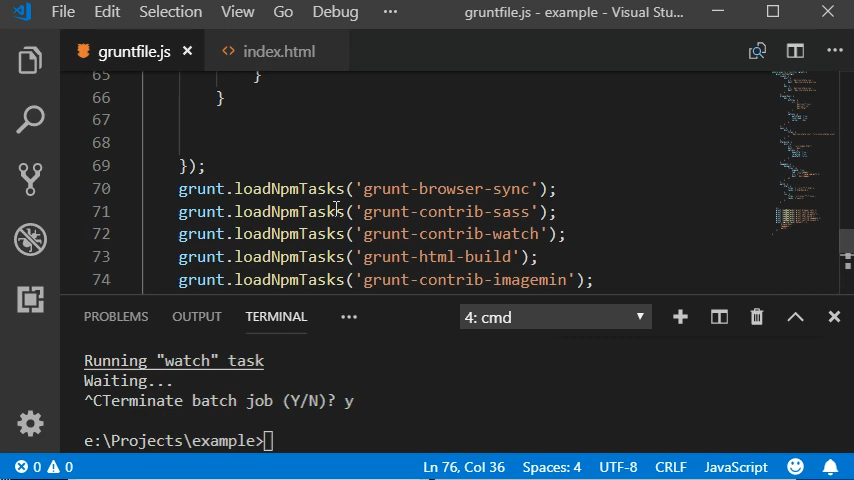 File Edit Selection View Go Debug ··· gruntfile.js - example - Visual Stu...
gruntfile.js × <> index.html
65 }
66 }
67
68
69 });
70 grunt.loadNpmTasks('grunt-browser-sync');
71 grunt.loadNpmTasks('grunt-contrib-sass');
72 grunt.loadNpmTasks('grunt-contrib-watch');
73 grunt.loadNpmTasks('grunt-html-build');
74 grunt.loadNpmTasks('grunt-contrib-imagemin');
PROBLEMS OUTPUT TERMINAL ··· 4: cmd
Running "watch" task
Waiting...
^CTerminate batch job (Y/N)? y
e:\Projects\example>
0 0 Ln 76, Col 36 Spaces: 4 UTF-8 CRLF JavaScript